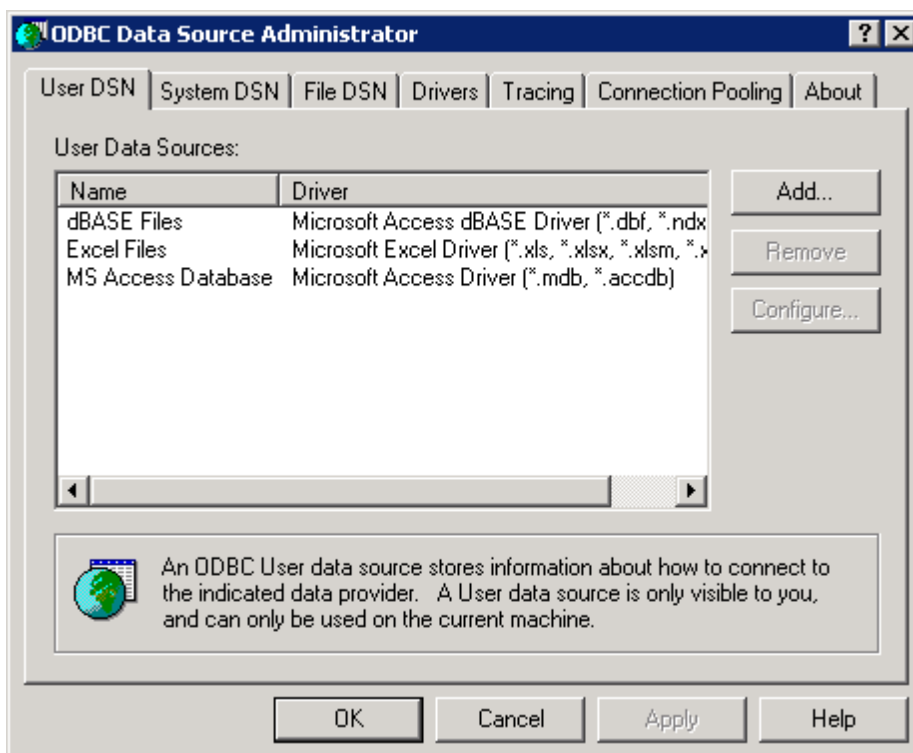 ODBC Data Source Administrator
User DSN System DSN File DSN Drivers Tracing Connection Pooling About
User Data Sources:
Name Driver
dBASE Files Microsoft Access dBASE Driver (*.dbf, *.ndx
Excel Files Microsoft Excel Driver (*.xls, *.xlsx, *.xlsm, *.x
MS Access Database Microsoft Access Driver (*.mdb, *.accdb)
Add...
Remove
Configure...
An ODBC User data source stores information about how to connect to
the indicated data provider. A User data source is only visible to you,
and can only be used on the current machine.
OK Cancel Apply Help